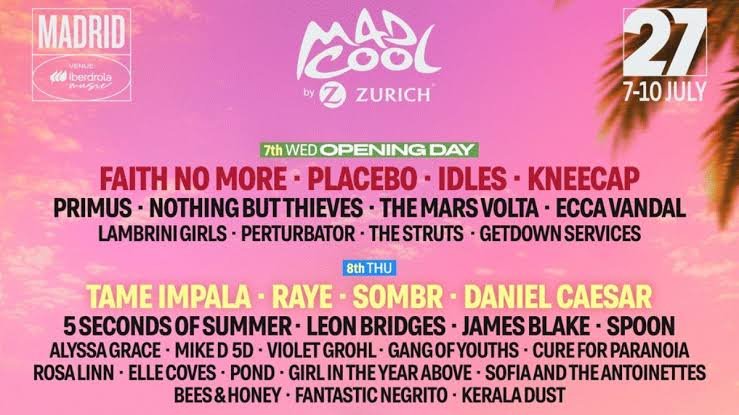 MADRID
VENUE:
iberdrola
music
MAD
COOL
by Z ZURICH
27
7-10 JULY
7th WED OPENING DAY
FAITH NO MORE · PLACEBO · IDLES · KNEECAP
PRIMUS · NOTHING BUT THIEVES · THE MARS VOLTA · ECCA VANDAL
LAMBRINI GIRLS · PERTURBATOR · THE STRUTS · GETDOWN SERVICES
8th THU
TAME IMPALA · RAYE · SOMBR · DANIEL CAESAR
5 SECONDS OF SUMMER · LEON BRIDGES · JAMES BLAKE · SPOON
ALYSSA GRACE · MIKE D 5D · VIOLET GROHL · GANG OF YOUTHS · CURE FOR PARANOIA
ROSA LINN · ELLE COVES · POND · GIRL IN THE YEAR ABOVE · SOFIA AND THE ANTOINETTES
BEES & HONEY · FANTASTIC NEGRITO · KERALA DUST